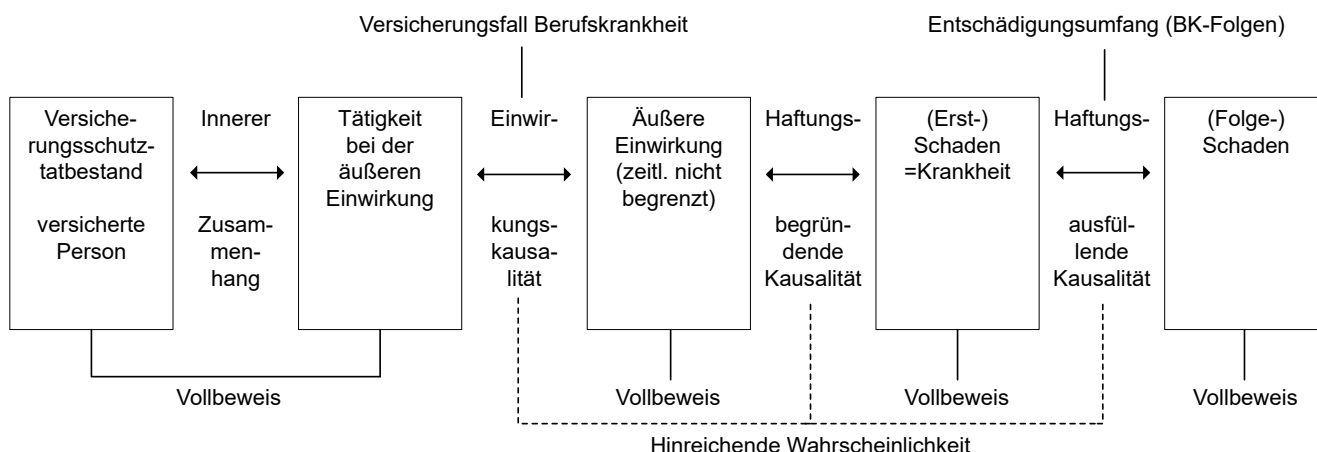 Versicherungsfall Berufskrankheit
Entschädigungsumfang (BK-Folgen)
Versiche-
rungsschutz-
tatbestand
versicherte
Person
Innerer
Zusam-
men-
hang
Tätigkeit
bei der
äußeren
Einwirkung
Einwir-
kungs-
kausa-
lität
Äußere
Einwirkung
(zeitl. nicht
begrenzt)
Haftungs-
begrün-
dende
Kausalität
(Erst-)
Schaden
=Krankheit
Haftungs-
ausfül-
lende
Kausalität
(Folge-)
Schaden
Vollbeweis
Vollbeweis
Vollbeweis
Vollbeweis
Hinreichende Wahrscheinlichkeit